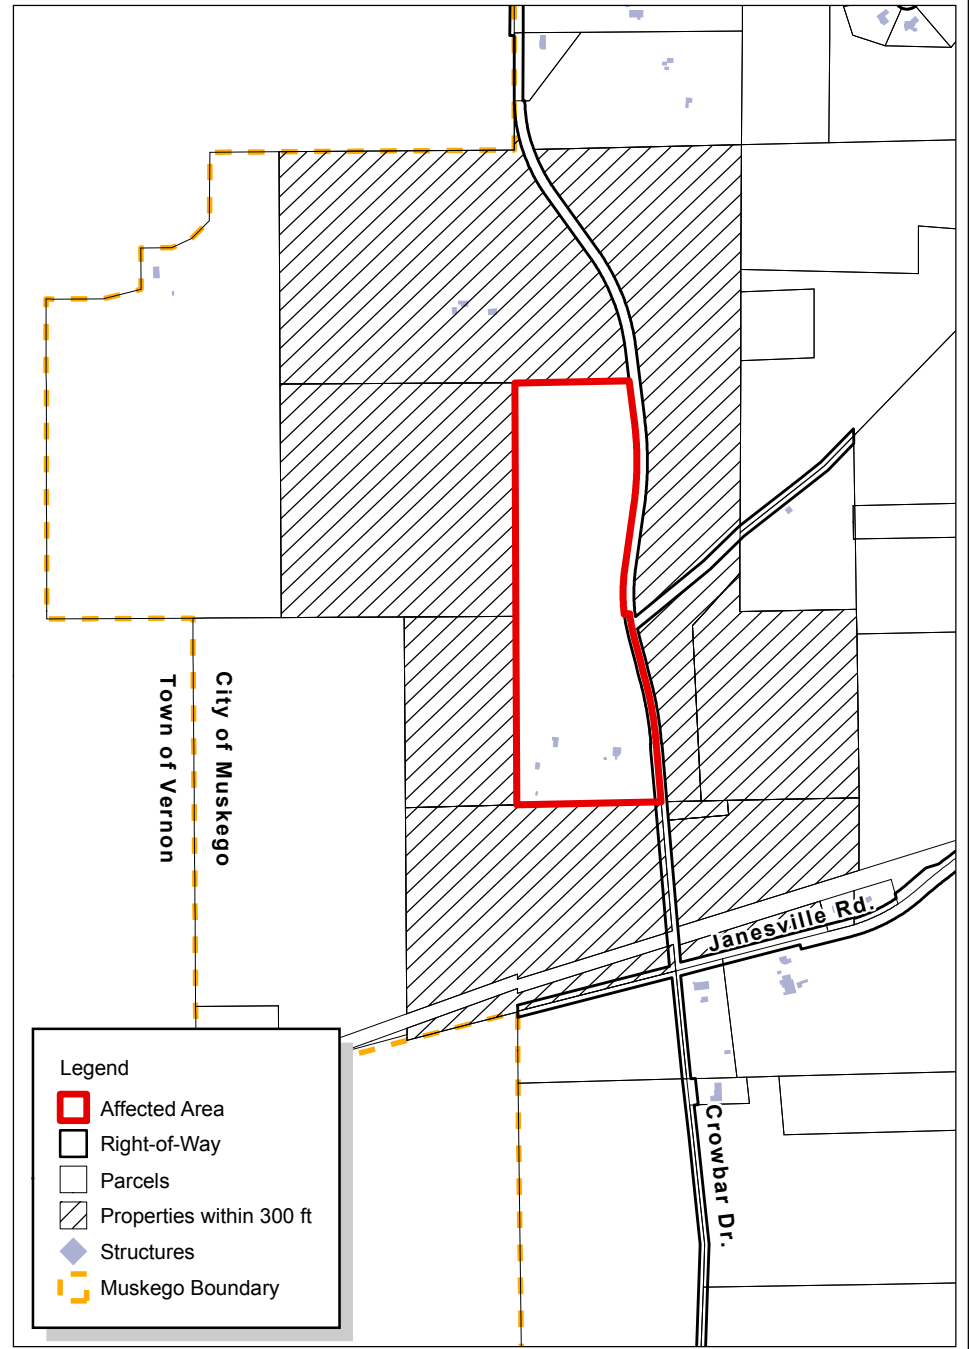 City of Muskego
Town of Vernon
Janesville Rd.
Crowbar Dr.
Legend
Affected Area
Right-of-Way
Parcels
Properties within 300 ft
Structures
Muskego Boundary